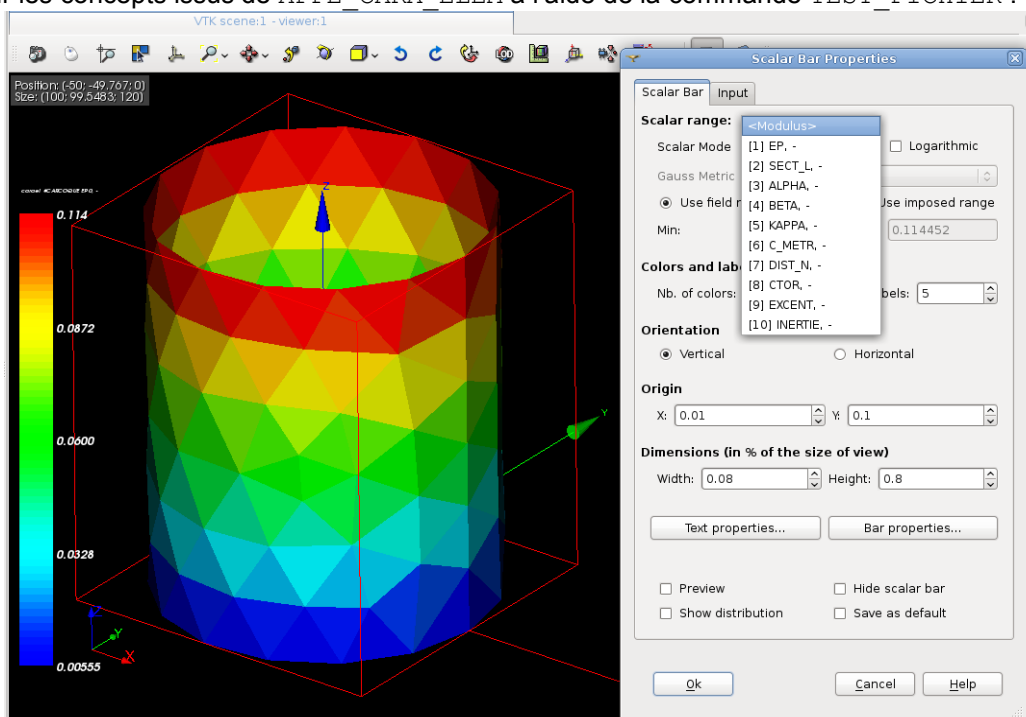 les concepts issus de AFFE_CARA_ELEM à l'aide de la commande TEST_FICHIER.
VTK scene:1 - viewer:1
Position: (-50; -49.767; 0)
Size: (100; 99.5483; 120)
Z
Y
0.114
0.0872
0.0600
0.0328
0.00555
Z
Y
X
Scalar Bar Properties
Scalar Bar
Input
Scalar range:
<Modulus>
Scalar Mode
[1] EP, -
Logarithmic
[2] SECT_L, -
Gauss Metric
[3] ALPHA, -
[4] BETA, -
Use field
Use imposed range
[5] KAPPA, -
Min:
0.114452
[6] C_METR, -
Colors and
[7] DIST_N, -
Nb. of colors:
[8] CTOR, -
5
[9] EXCENT, -
[10] INERTIE, -
Orientation
Vertical
Horizontal
Origin
X: 0.01
Y: 0.1
Dimensions (in % of the size of view)
Width: 0.08
Height: 0.8
Text properties...
Bar properties...
Preview
Hide scalar bar
Show distribution
Save as default
Ok
Cancel
Help